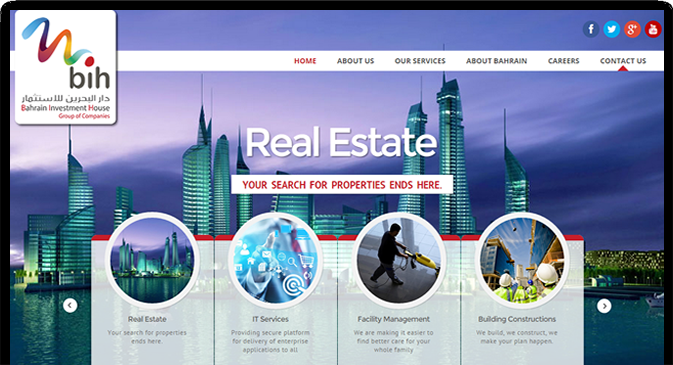 bih
دار البحرين للاستثمار
Bahrain Investment House
Group of Companies
HOME ABOUT US OUR SERVICES ABOUT BAHRAIN CAREERS CONTACT US
Real Estate
YOUR SEARCH FOR PROPERTIES ENDS HERE.
Real Estate
Your search for properties
ends here.
IT Services
Providing secure platform
for delivery of enterprise
applications to all
Facility Management
We are making it easier to
find better care for your
whole family
Building Constructions
We build, we construct, we
make your plan happen.